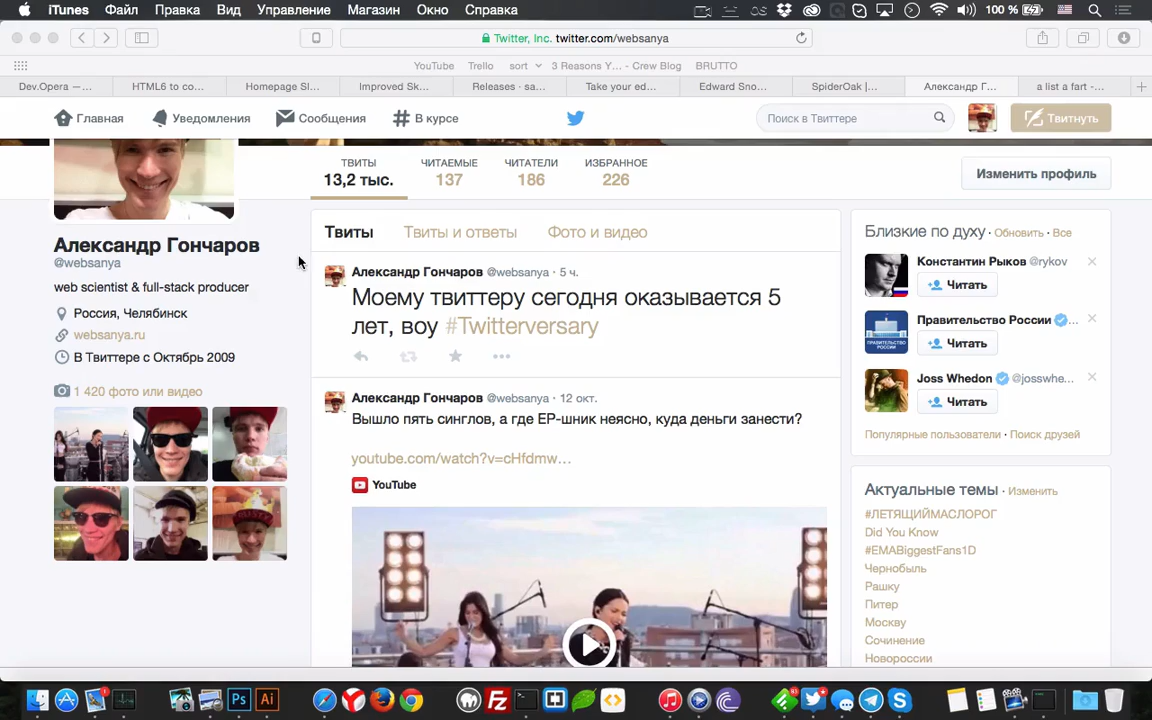 iTunes Файл Правка Вид Управление Магазин Окно Справка 100 %
Twitter, Inc. twitter.com/websanya
YouTube Trello sort 3 Reasons Y… - Crew Blog BRUTTO
Dev.Opera —… HTML6 to co… Homepage Sl… Improved Sk… Releases · sa… Take your ed… Edward Sno… SpiderOak |… Александр Г… a list a fart -…
Главная Уведомления Сообщения # В курсе Поиск в Твиттере Твитнуть
ТВИТЫ ЧИТАЕМЫЕ ЧИТАТЕЛИ ИЗБРАННОЕ
13,2 тыс. 137 186 226
Изменить профиль
Александр Гончаров
@websanya
web scientist & full-stack producer
Россия, Челябинск
websanya.ru
В Твиттере с Октябрь 2009
1 420 фото или видео
Твиты Твиты и ответы Фото и видео
Александр Гончаров @websanya · 5 ч.
Моему твиттеру сегодня оказывается 5
лет, воу #Twitterversary
Александр Гончаров @websanya · 12 окт.
Вышло пять синглов, а где EP-шник неясно, куда деньги занести?
youtube.com/watch?v=cHfdmw…
YouTube
Близкие по духу · Обновить · Все
Константин Рыков @rykov
Читать
Правительство России …
Читать
Joss Whedon @josswhe…
Читать
Популярные пользователи · Поиск друзей
Актуальные темы · Изменить
#ЛЕТЯЩИЙМАСЛОРОГ
Did You Know
#EMABiggestFans1D
Чернобыль
Рашку
Питер
Москву
Сочинение
Новороссии